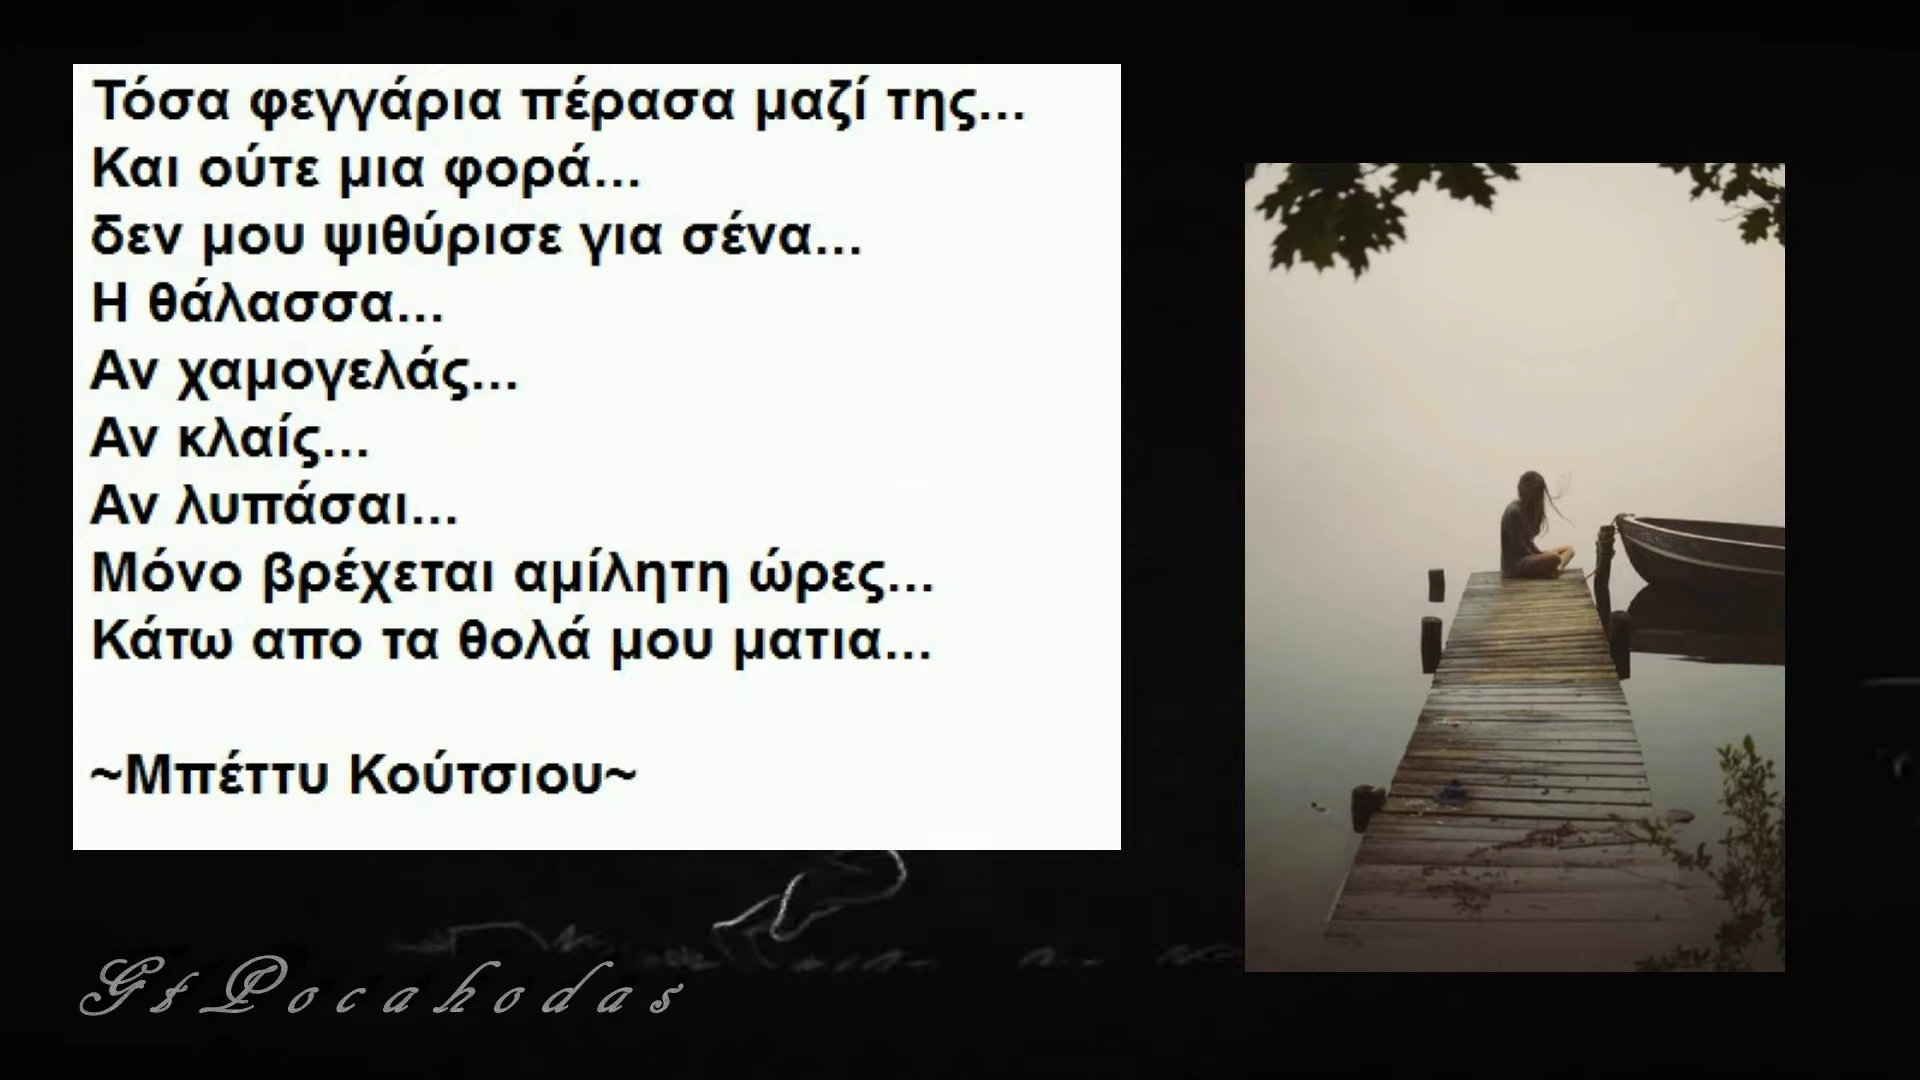 Τόσα φεγγάρια πέρασα μαζί της...
Και ούτε μια φορά...
δεν μου ψιθύρισε για σένα...
Η θάλασσα...
Αν χαμογελάς...
Αν κλαίς...
Αν λυπάσαι...
Μόνο βρέχεται αμίλητη ώρες...
Κάτω απο τα θολά μου ματια...
~Μπέττυ Κούτσιου~
GtPocahodas